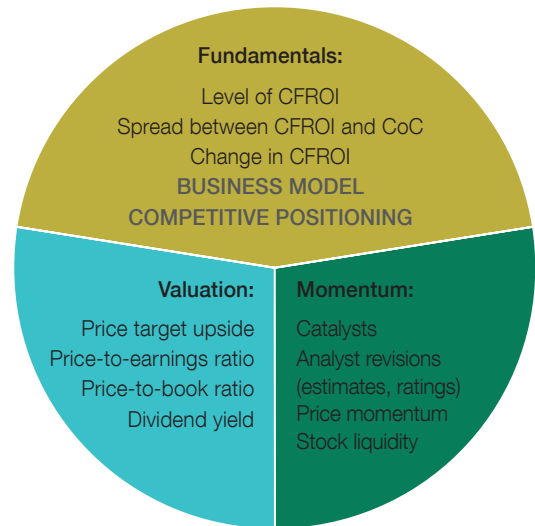 Fundamentals:
Level of CFROI
Spread between CFROI and CoC
Change in CFROI
BUSINESS MODEL
COMPETITIVE POSITIONING
Valuation:
Price target upside
Price-to-earnings ratio
Price-to-book ratio
Dividend yield
Momentum:
Catalysts
Analyst revisions
(estimates, ratings)
Price momentum
Stock liquidity